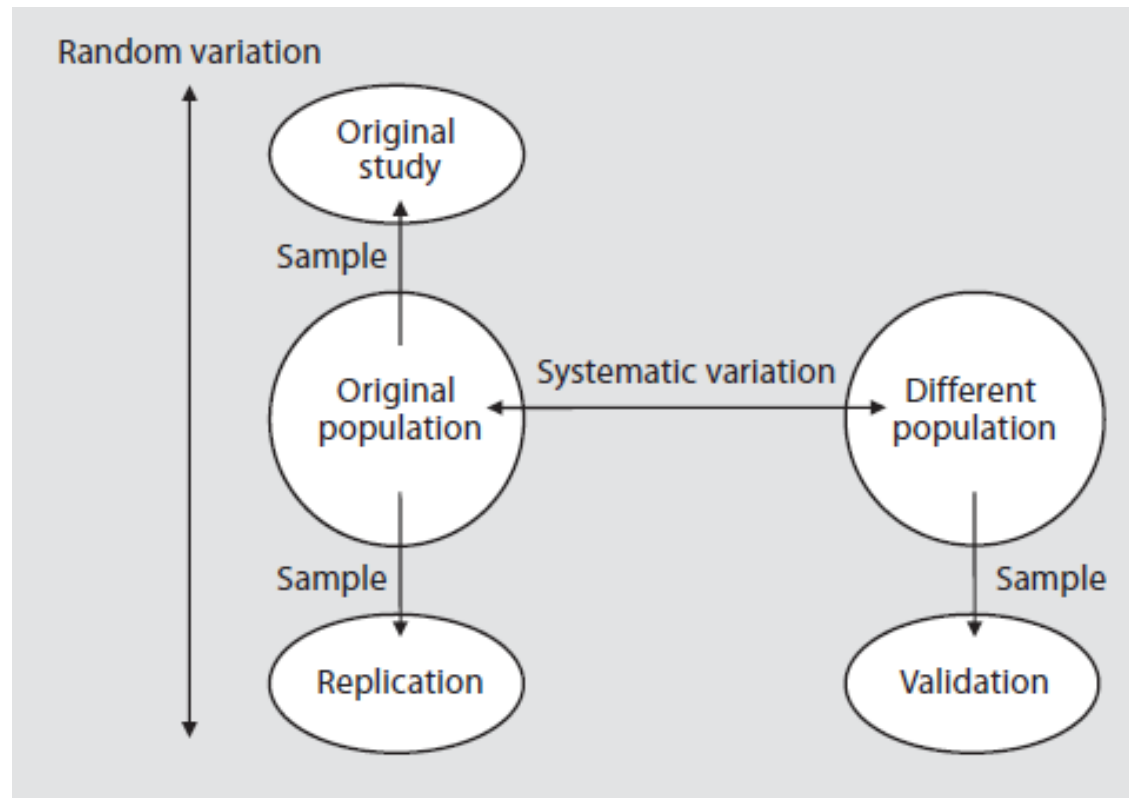 Random variation
Original
study
Sample
Original
population
Systematic variation
Different
population
Sample
Sample
Replication
Validation